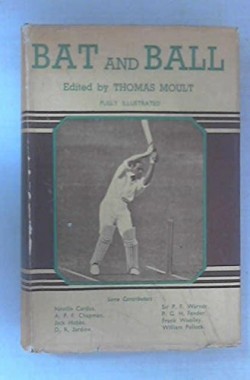 BAT AND BALL
Edited by THOMAS MOULT
FULLY ILLUSTRATED
Some Contributors
Neville Cardus,
A. P. F. Chapman,
Jack Hobbs,
D. R. Jardine,
Sir P. F. Warner,
P. G. H. Fender,
Frank Woolley,
William Pollock